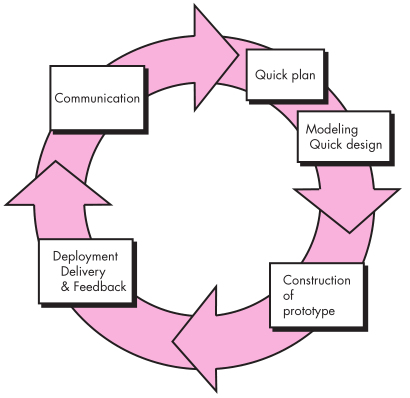 Communication
Quick plan
Modeling
Quick design
Construction
of
prototype
Deployment
Delivery
& Feedback